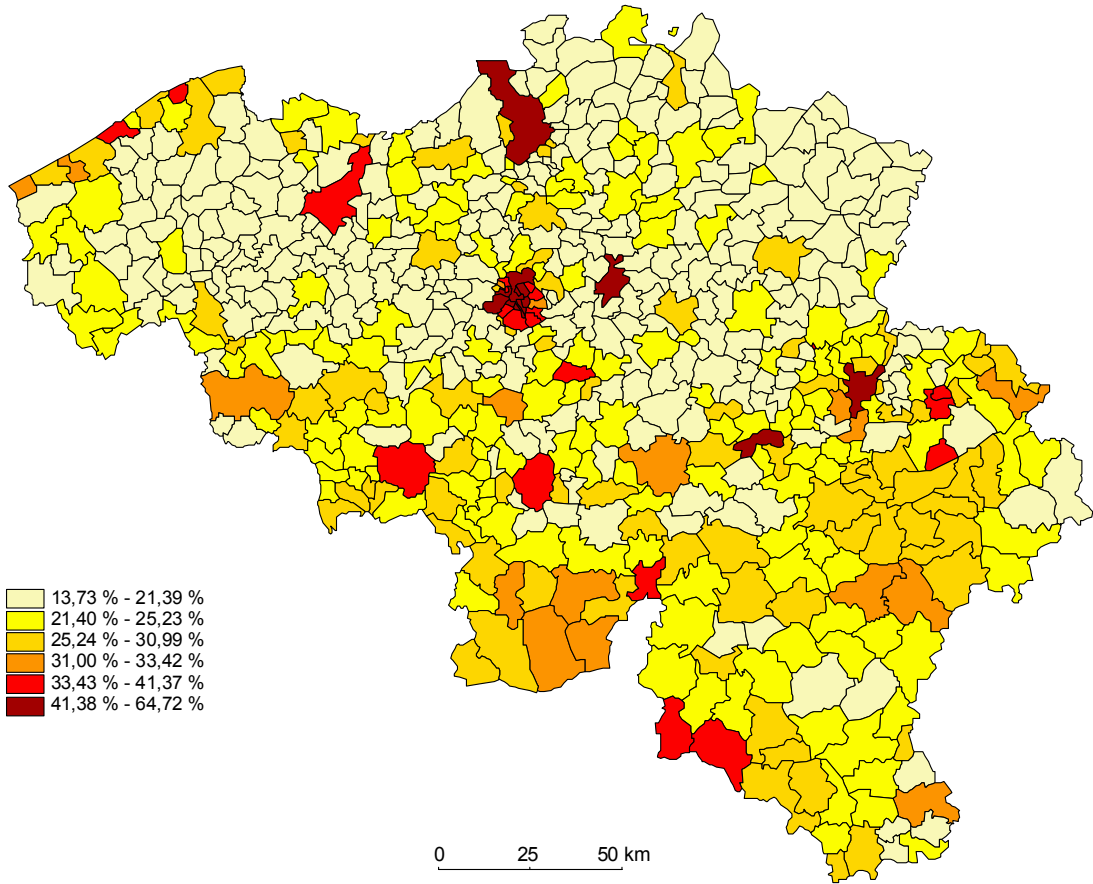 13,73 % - 21,39 %
21,40 % - 25,23 %
25,24 % - 30,99 %
31,00 % - 33,42 %
33,43 % - 41,37 %
41,38 % - 64,72 %
0 25 50 km